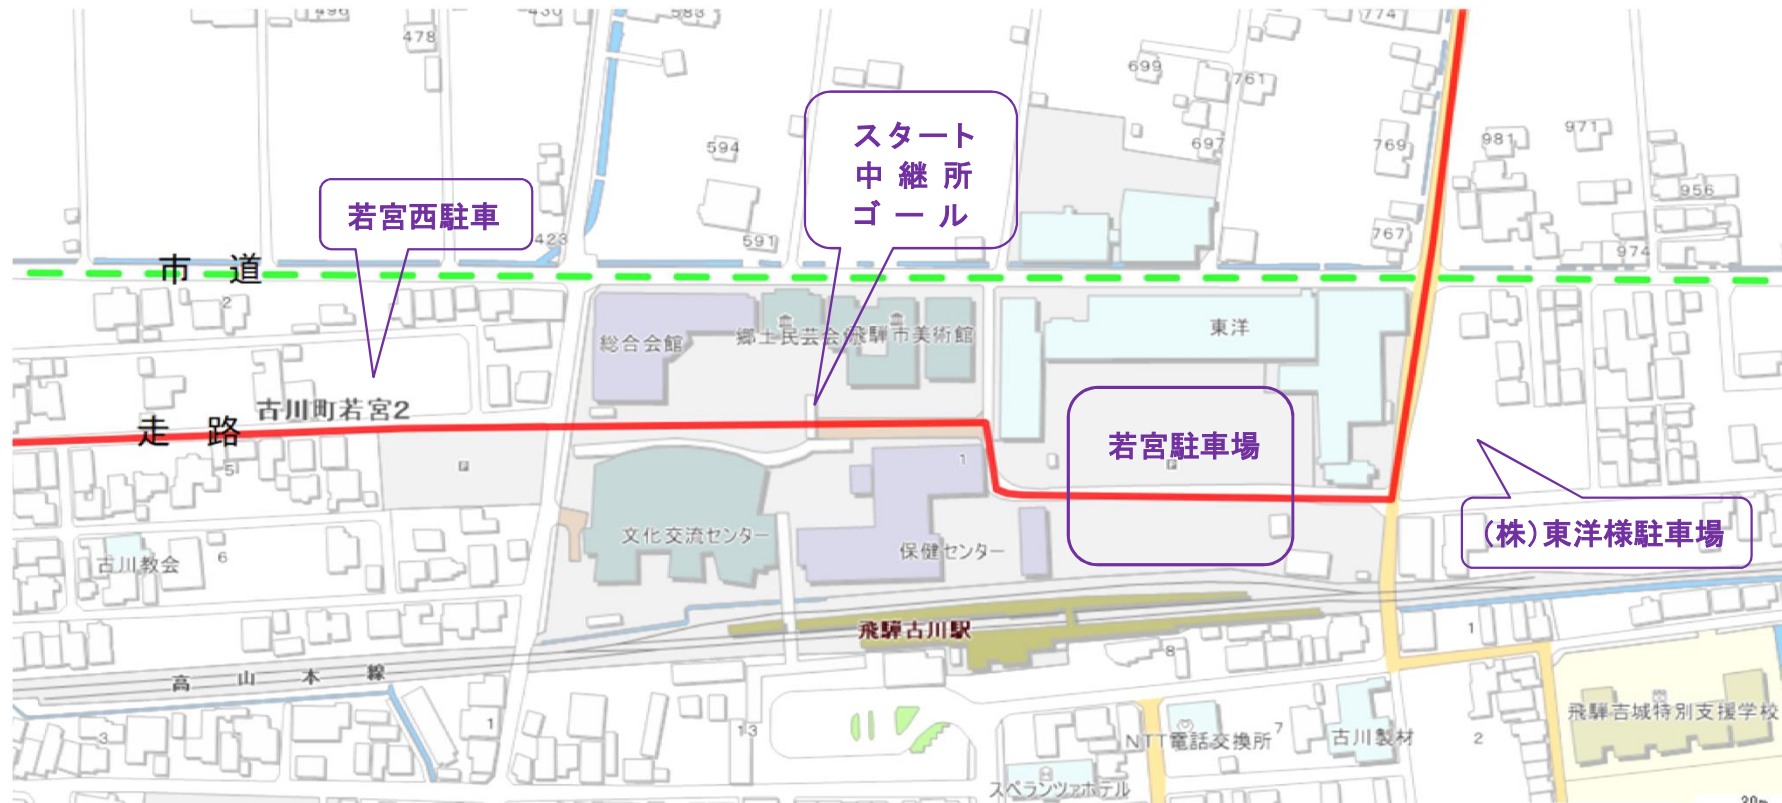 478
583
774
699
761
981
971
594
697
769
956
スタート
中継所
ゴール
若宮西駐車
423
591
767
974
市道
2
総合会館
郷土民芸会
飛騨市美術館
東洋
古川町若宮2
走路
若宮駐車場
5
1
(株)東洋様駐車場
文化交流センター
保健センター
古川教会
6
飛騨古川駅
1
8
高山本線
飛騨吉城特別支援学校
3
1
13
NTT電話交換所
7
古川製材
2
スペランツァホテル